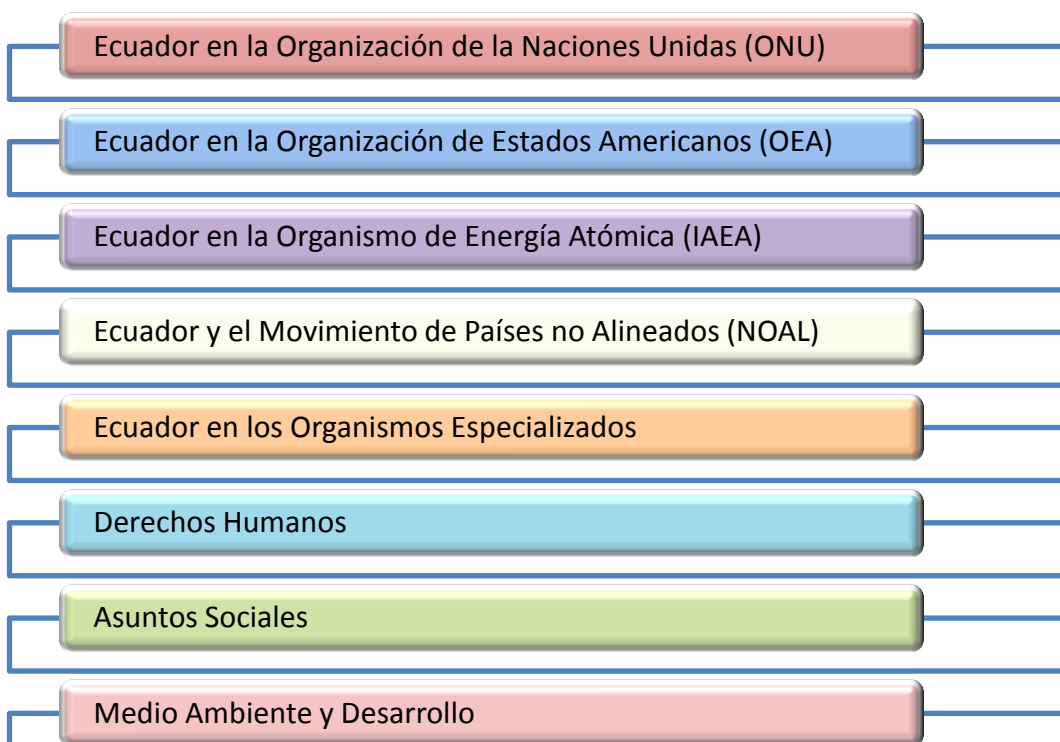 Ecuador en la Organización de la Naciones Unidas (ONU)
Ecuador en la Organización de Estados Americanos (OEA)
Ecuador en la Organismo de Energía Atómica (IAEA)
Ecuador y el Movimiento de Países no Alineados (NOAL)
Ecuador en los Organismos Especializados
Derechos Humanos
Asuntos Sociales
Medio Ambiente y Desarrollo